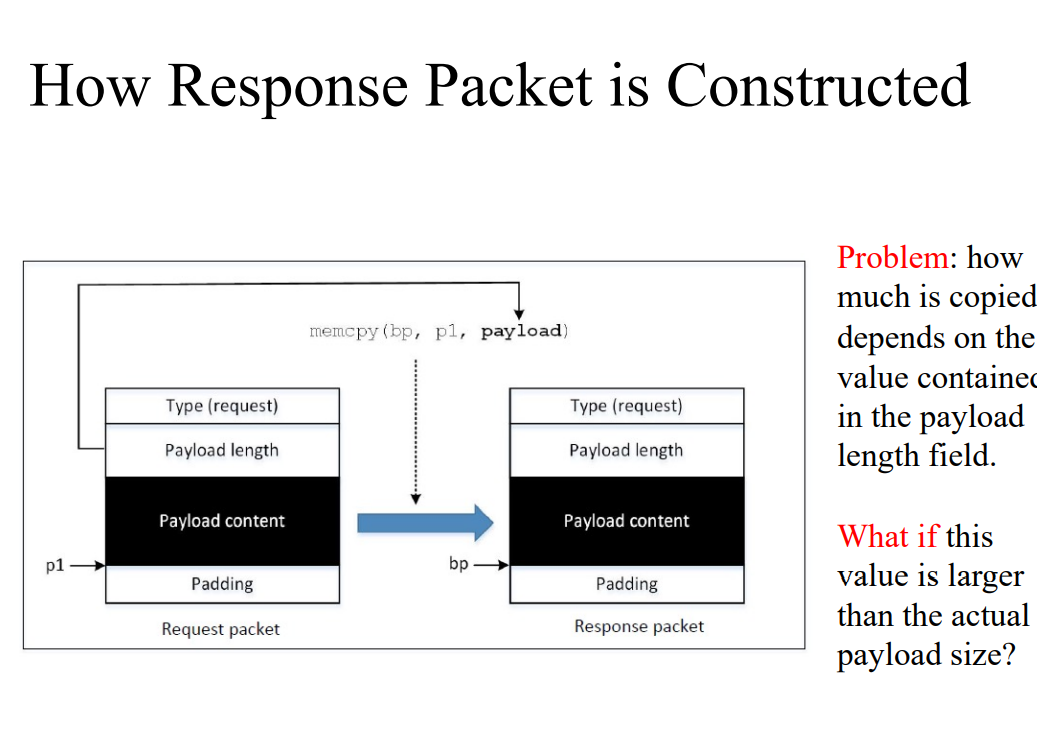 How Response Packet is Constructed
memcpy(bp, p1, payload)
Type (request)
Payload length
Payload content
p1
Padding
Request packet
Type (request)
Payload length
Payload content
bp
Padding
Response packet
Problem: how
much is copied
depends on the
value contained
in the payload
length field.
What if this
value is larger
than the actual
payload size?